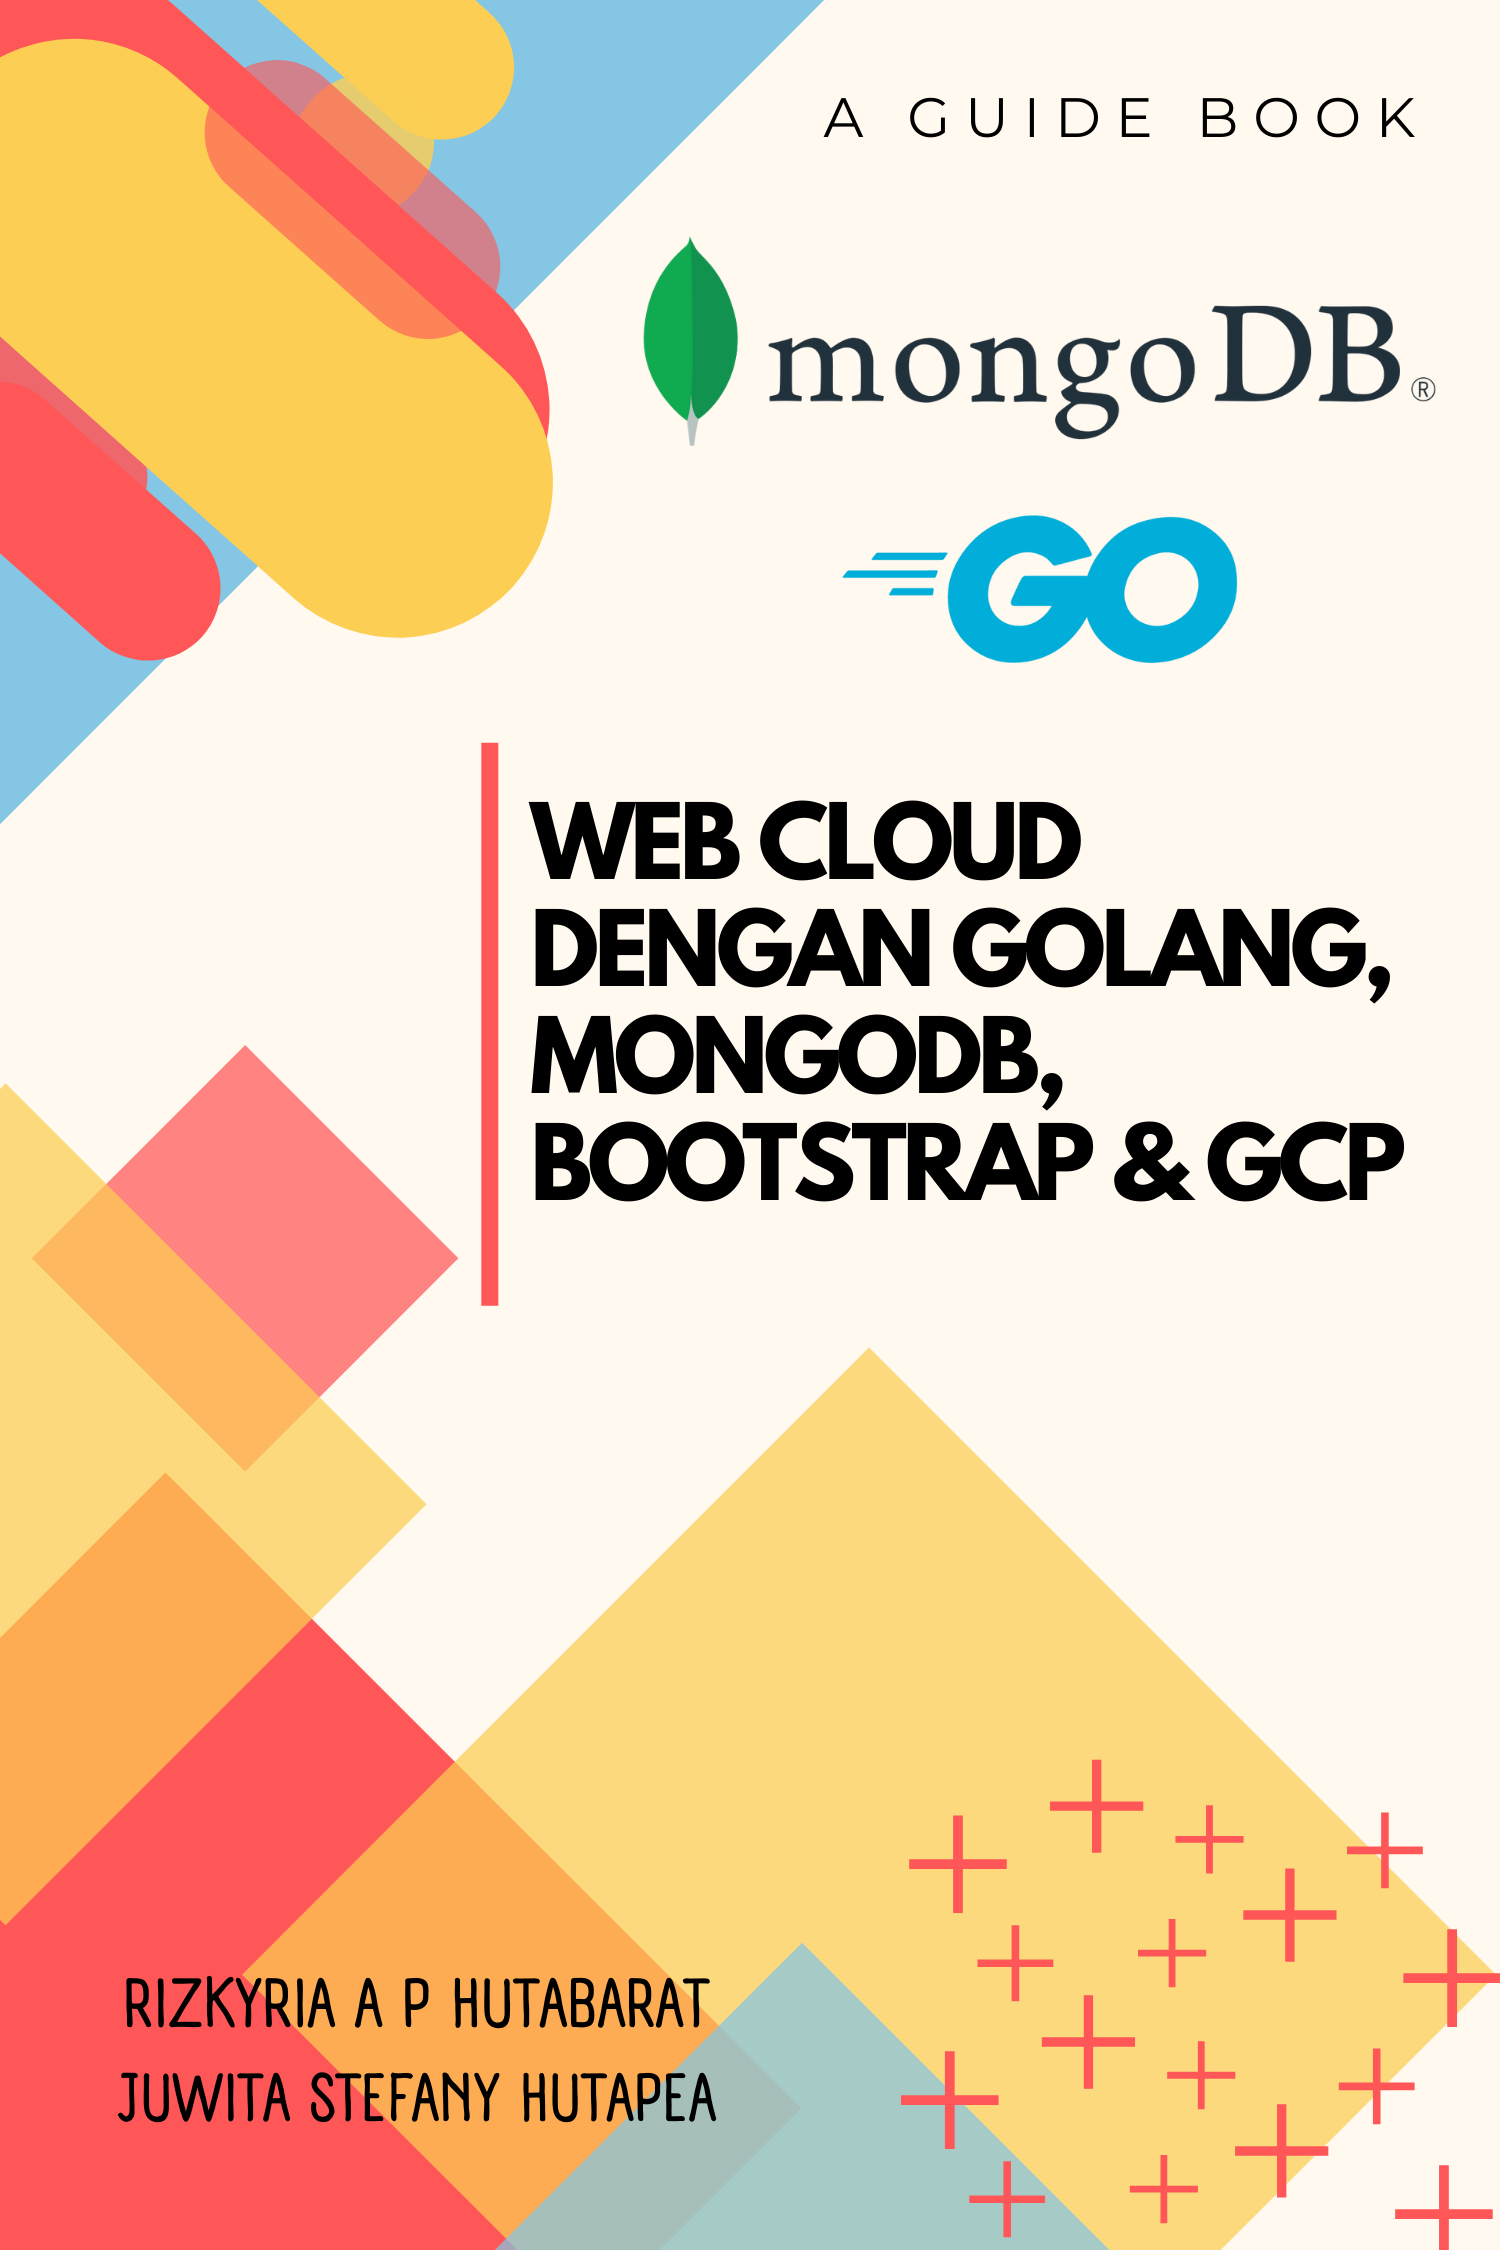 A GUIDE BOOK
mongoDB®
GO
WEB CLOUD
DENGAN GOLANG,
MONGODB,
BOOTSTRAP & GCP
RIZKYRIA A P HUTABARAT
JUWITA STEFANY HUTAPEA